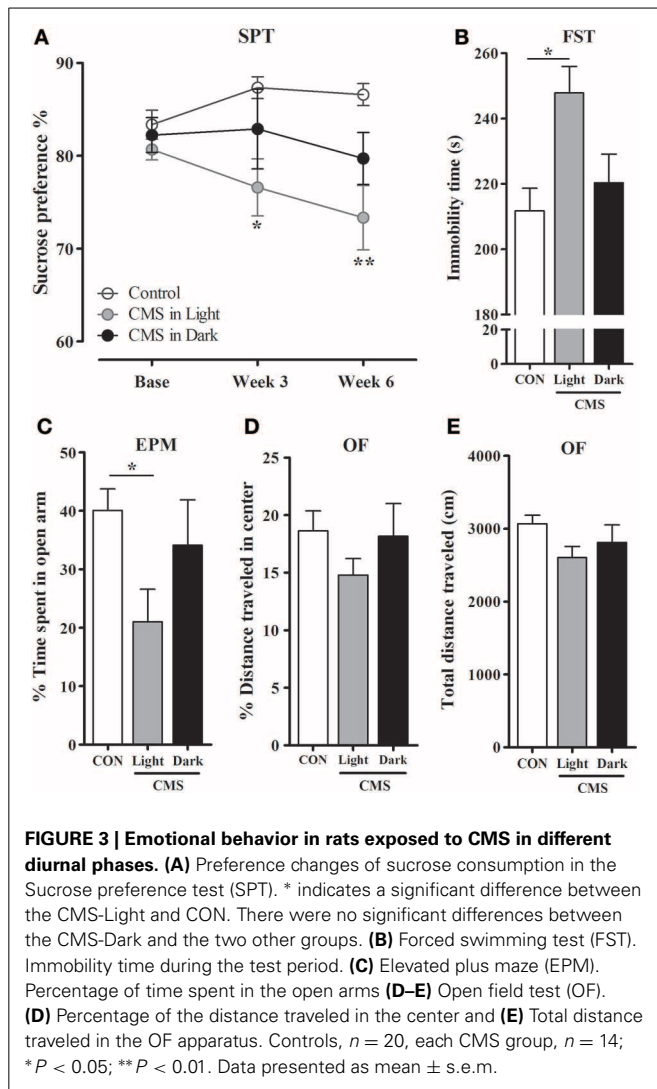 A
SPT
90
80
70
60
Sucrose preference %
*
**
Control
CMS in Light
CMS in Dark
Base Week 3 Week 6
B
FST
*
260
240
220
200
180
20
0
Immobility time (s)
CON Light Dark
CMS
C
EPM
*
50
40
30
20
10
0
% Time spent in open arm
CON Light Dark
CMS
D
OF
25
20
15
10
5
0
% Distance traveled in center
CON Light Dark
CMS
E
OF
4000
3000
2000
1000
0
Total distance traveled (cm)
CON Light Dark
CMS
FIGURE 3 | Emotional behavior in rats exposed to CMS in different
diurnal phases. (A) Preference changes of sucrose consumption in the
Sucrose preference test (SPT). * indicates a significant difference between
the CMS-Light and CON. There were no significant differences between
the CMS-Dark and the two other groups. (B) Forced swimming test (FST).
Immobility time during the test period. (C) Elevated plus maze (EPM).
Percentage of time spent in the open arms (D–E) Open field test (OF).
(D) Percentage of the distance traveled in the center and (E) Total distance
traveled in the OF apparatus. Controls, n = 20, each CMS group, n = 14;
*P < 0.05; **P < 0.01. Data presented as mean ± s.e.m.